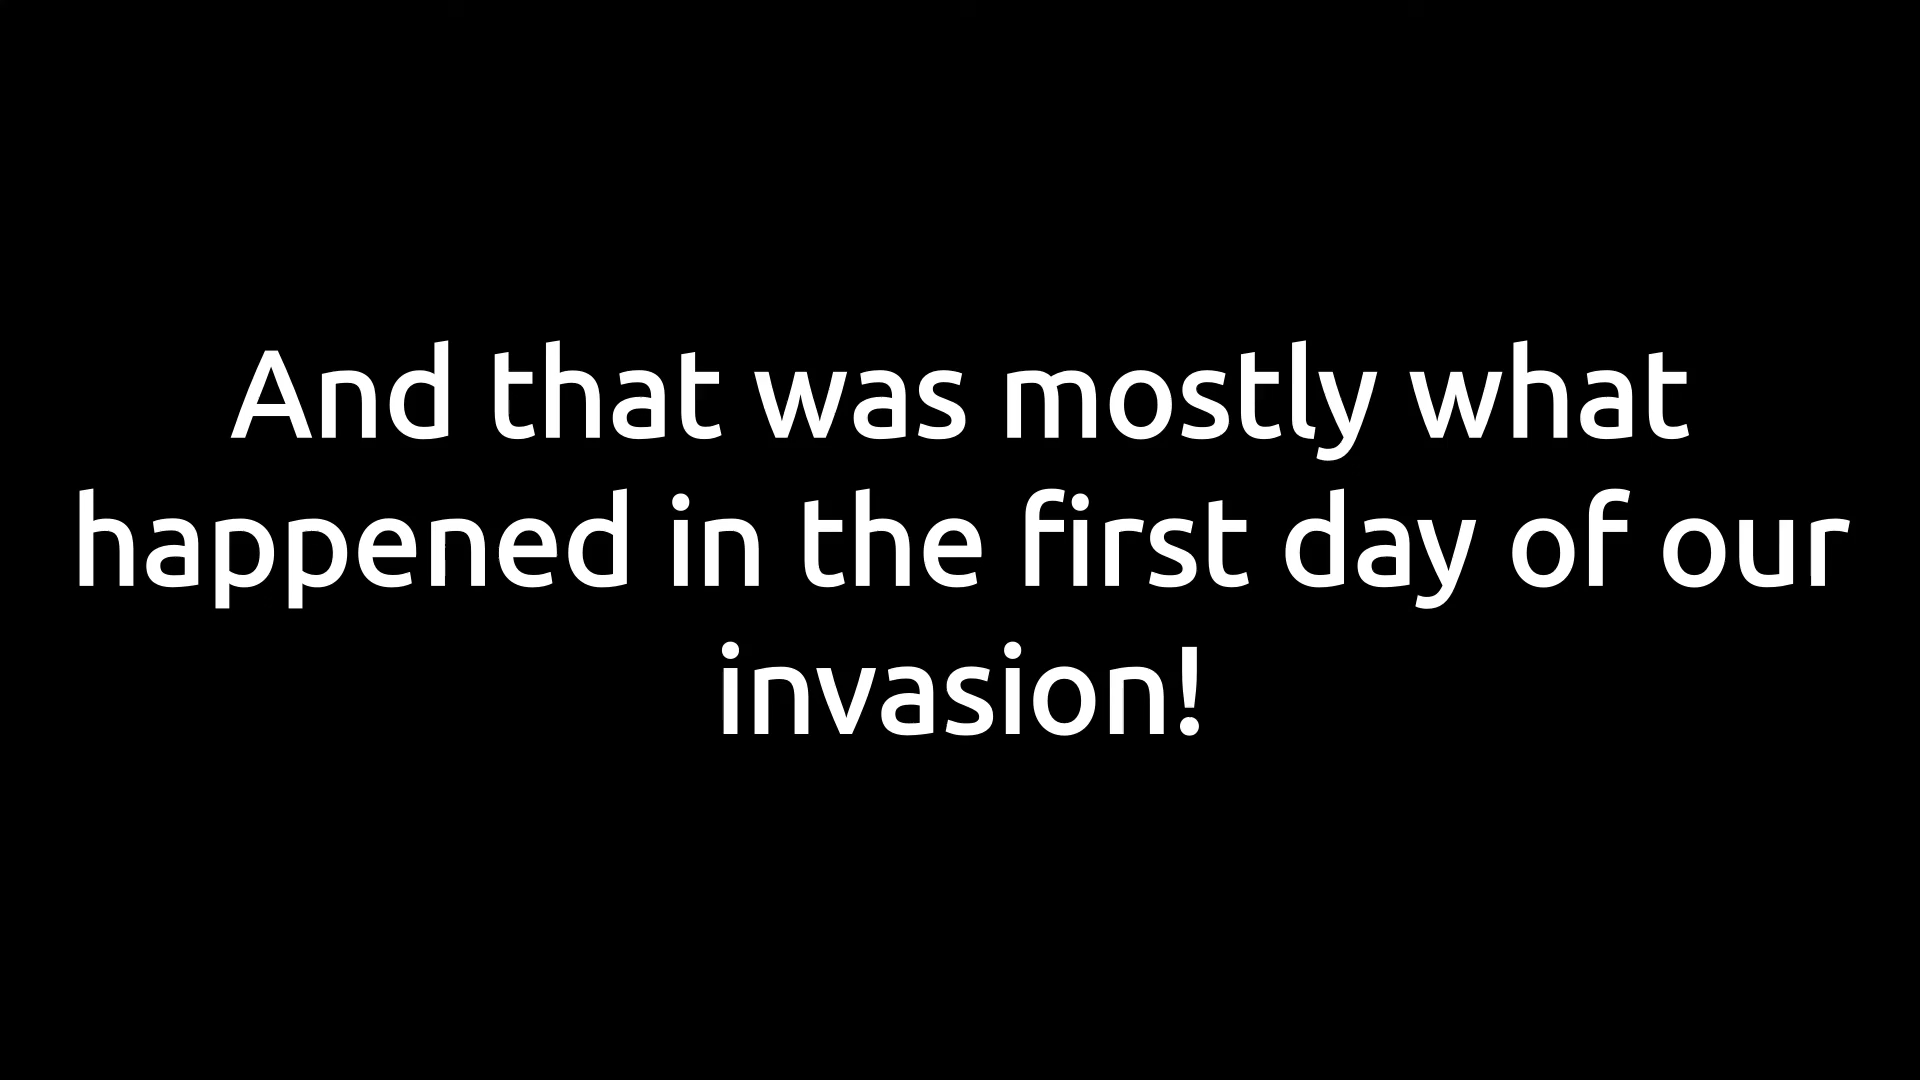 And that was mostly what
happened in the first day of our
invasion!